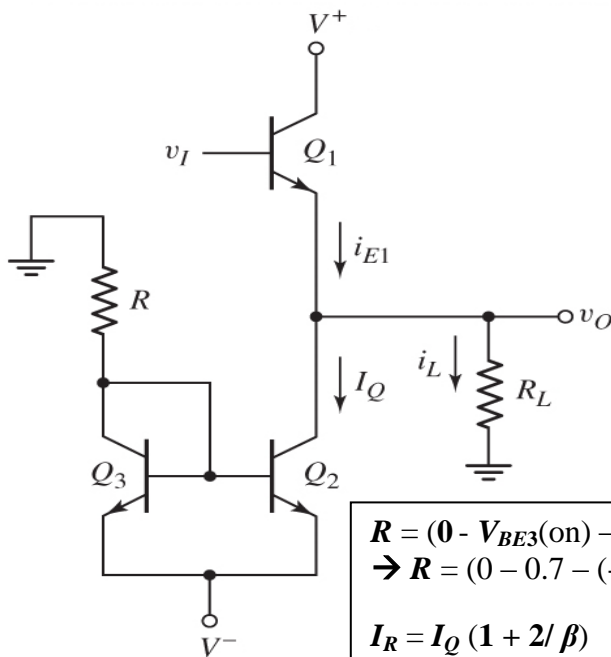 V⁺
v_I
Q₁
i_E1
R
v_O
i_L
I_Q
R_L
Q₃
Q₂
V⁻
R = (0 - V_BE3(on) –
➔ R = (0 – 0.7 – (-
I_R = I_Q (1 + 2/ β)